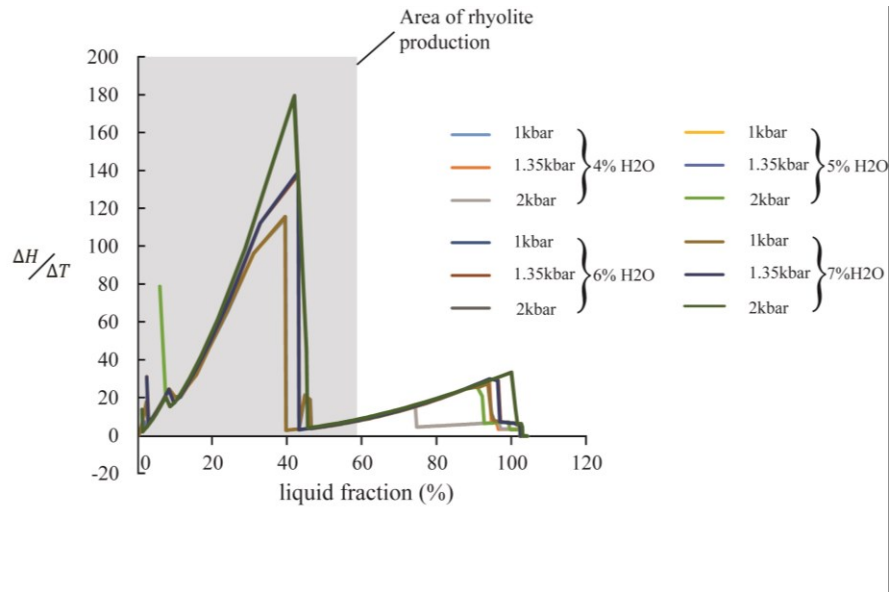 Area of rhyolite
production
200
180
160
140
120
100
80
60
40
20
0
-20
ΔH/ΔT
0 20 40 60 80 100 120
liquid fraction (%)
1kbar
1.35kbar 4% H2O
2kbar
1kbar
1.35kbar 5% H2O
2kbar
1kbar
1.35kbar 6% H2O
2kbar
1kbar
1.35kbar 7%H2O
2kbar